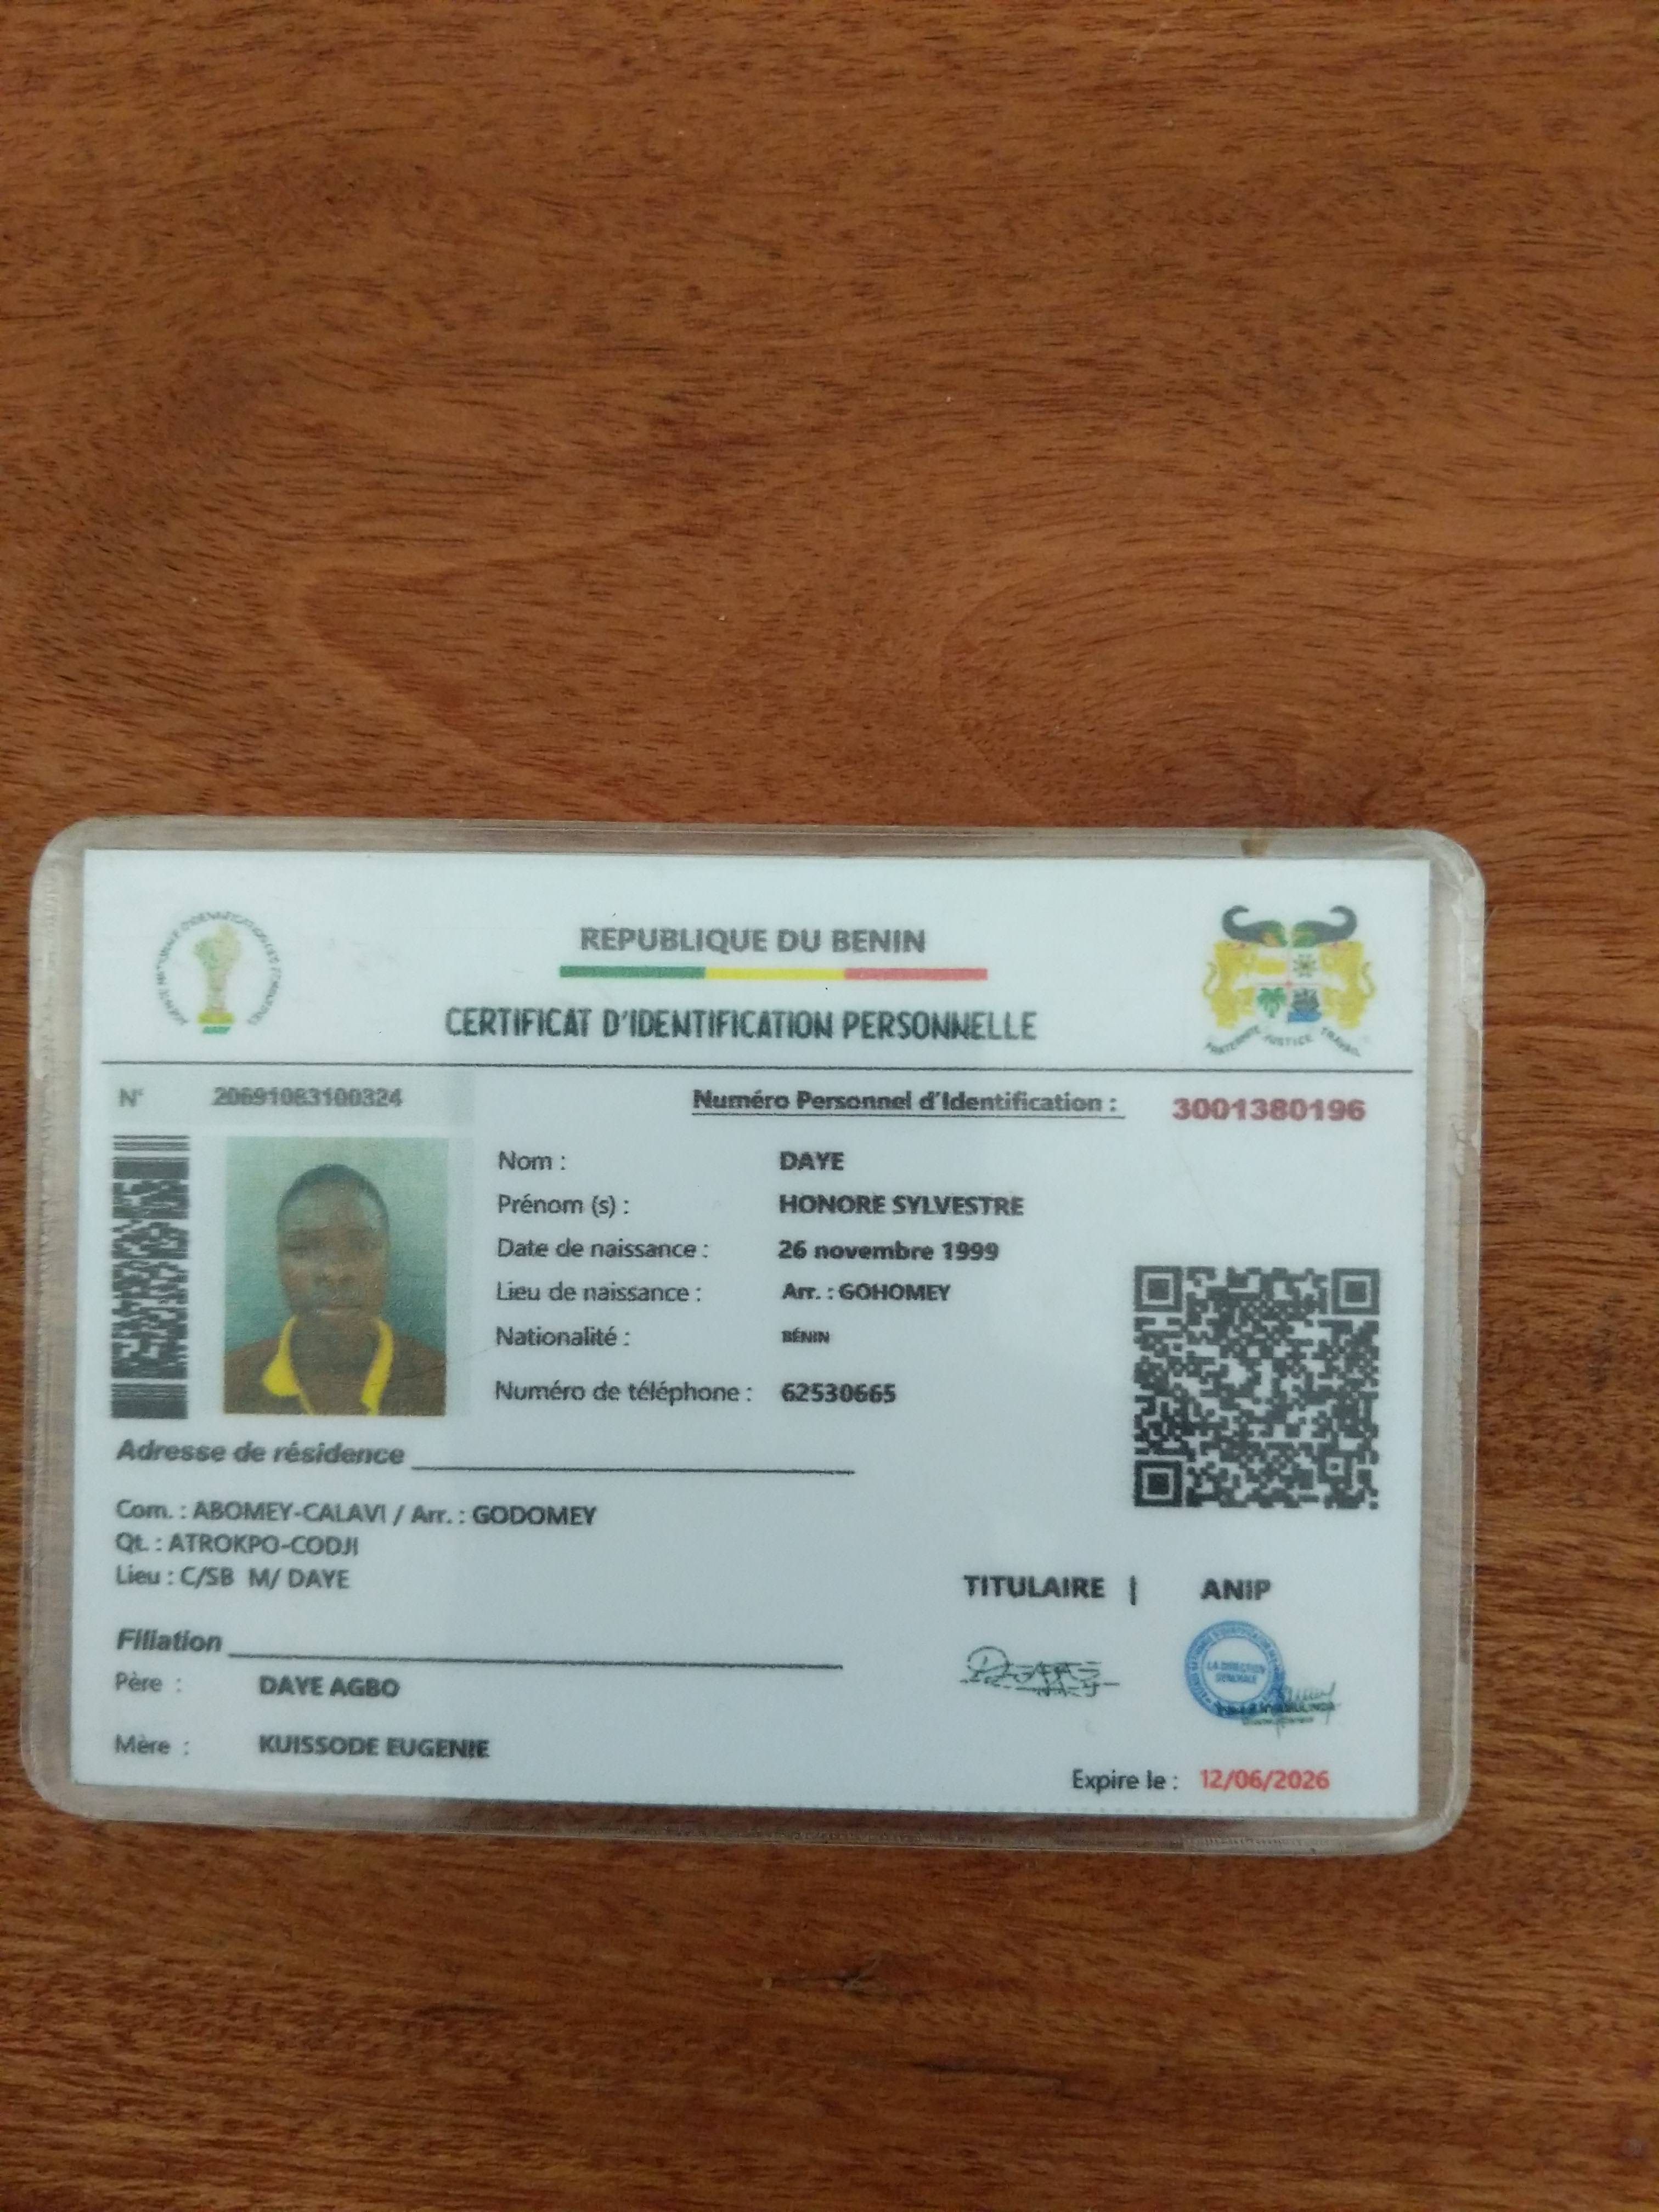 REPUBLIQUE DU BENIN
CERTIFICAT D'IDENTIFICATION PERSONNELLE
FRATERNITE JUSTICE TRAVAIL
N° 20691083100324
Numéro Personnel d'Identification : 3001380196
Nom : DAYE
Prénom (s) : HONORE SYLVESTRE
Date de naissance : 26 novembre 1999
Lieu de naissance : Arr. : GOHOMEY
Nationalité : BÉNIN
Numéro de téléphone : 62530665
Adresse de résidence
Com. : ABOMEY-CALAVI / Arr. : GODOMEY
Qt. : ATROKPO-CODJI
Lieu : C/SB M/ DAYE
TITULAIRE | ANIP
LA DIRECTION
GENERALE
Filiation
Père : DAYE AGBO
Mère : KUISSODE EUGENIE
Expire le : 12/06/2026